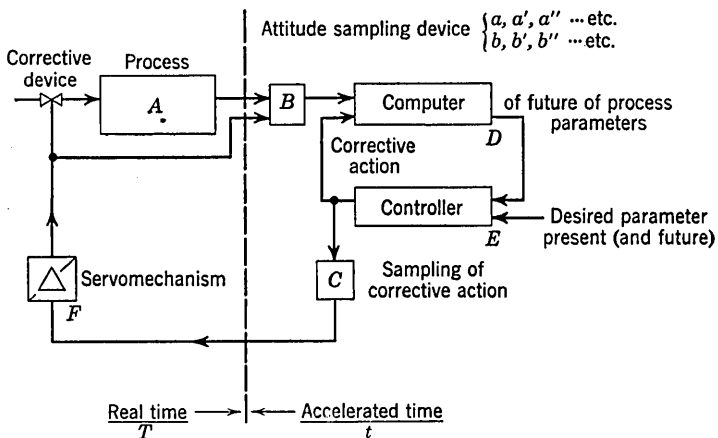 Attitude sampling device { a, a′, a″ ···etc.
b, b′, b″ ···etc.
Corrective
device
Process
A
B
Computer
D
of future of process
parameters
Corrective
action
Controller
E
Desired parameter
present (and future)
Servomechanism
F
C
Sampling of
corrective action
Real time
T
Accelerated time
t